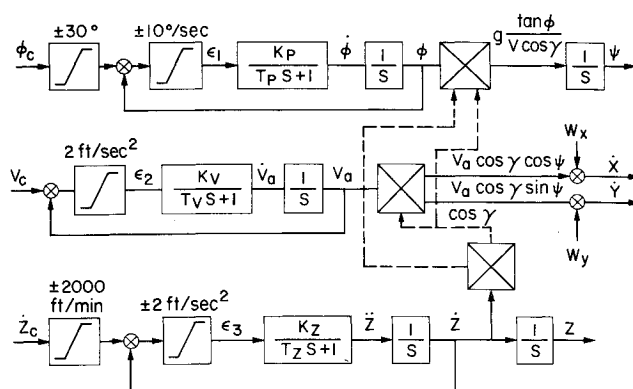 ±30° ±10°/sec g tanϕ / V cosγ
ϕc ϵ1 KP / TP S+1 ϕ̇ 1/S ϕ 1/S ψ
2 ft/sec² Wx
Vc ϵ2 KV / TV S+1 V̇a 1/S Va Va cosγ cosψ Ẋ
Va cosγ sinψ Ẏ
cosγ
Wy
±2000 ft/min ±2 ft/sec²
Żc ϵ3 KZ / TZ S+1 Z̈ 1/S Ż 1/S Z